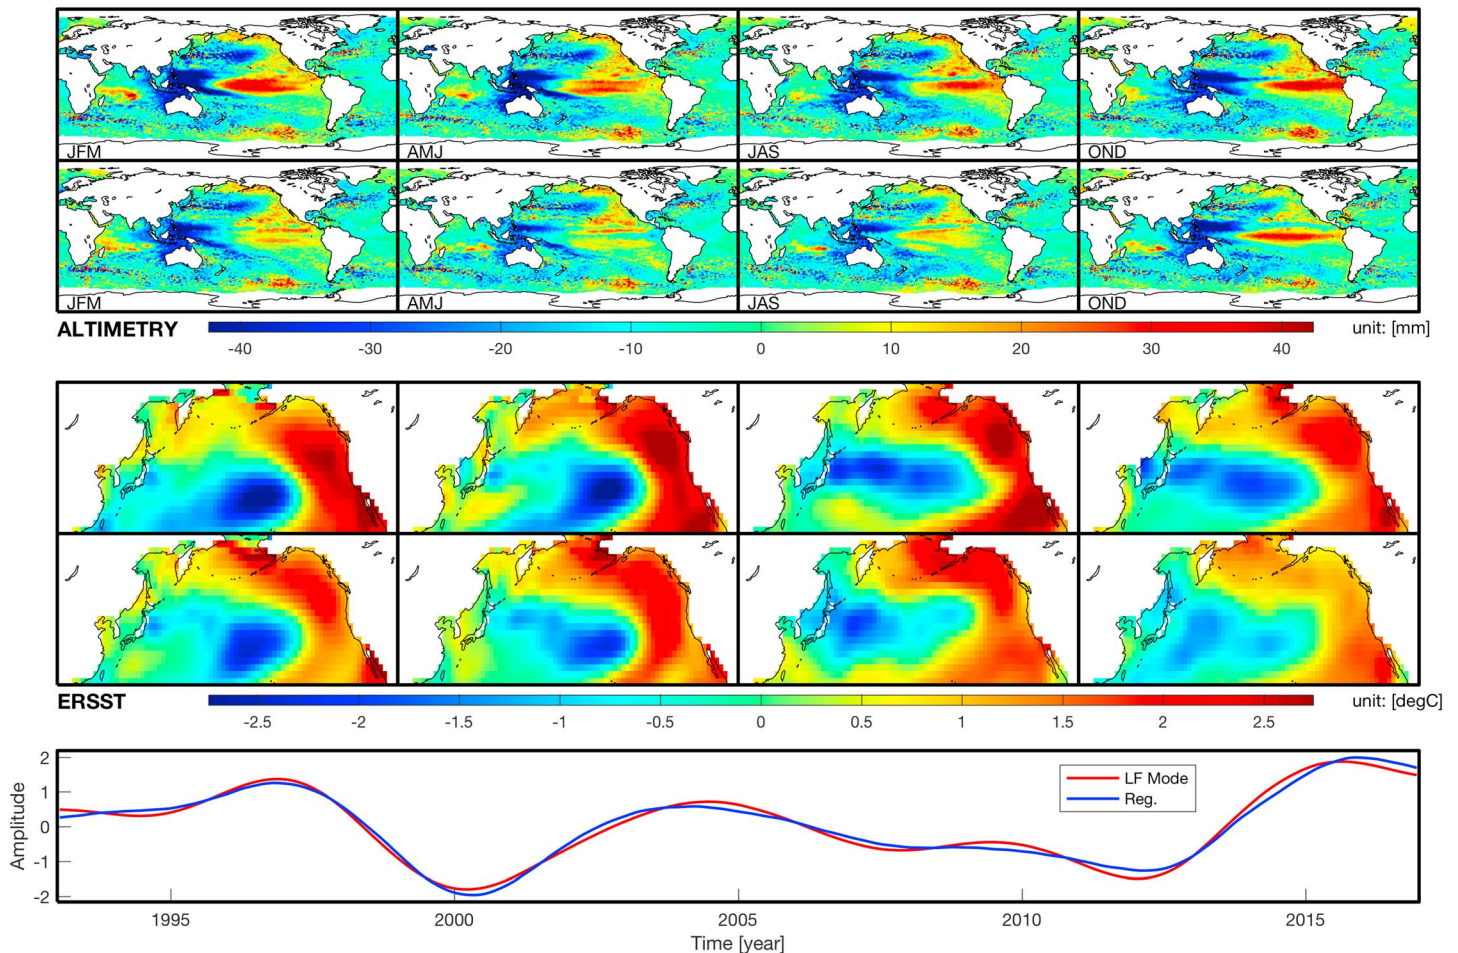 JFM AMJ JAS OND
JFM AMJ JAS OND
ALTIMETRY unit: [mm]
-40 -30 -20 -10 0 10 20 30 40
ERSST unit: [degC]
-2.5 -2 -1.5 -1 -0.5 0 0.5 1 1.5 2 2.5
2
1
0
-1
-2
Amplitude
LF Mode
Reg.
1995 2000 2005 2010 2015
Time [year]